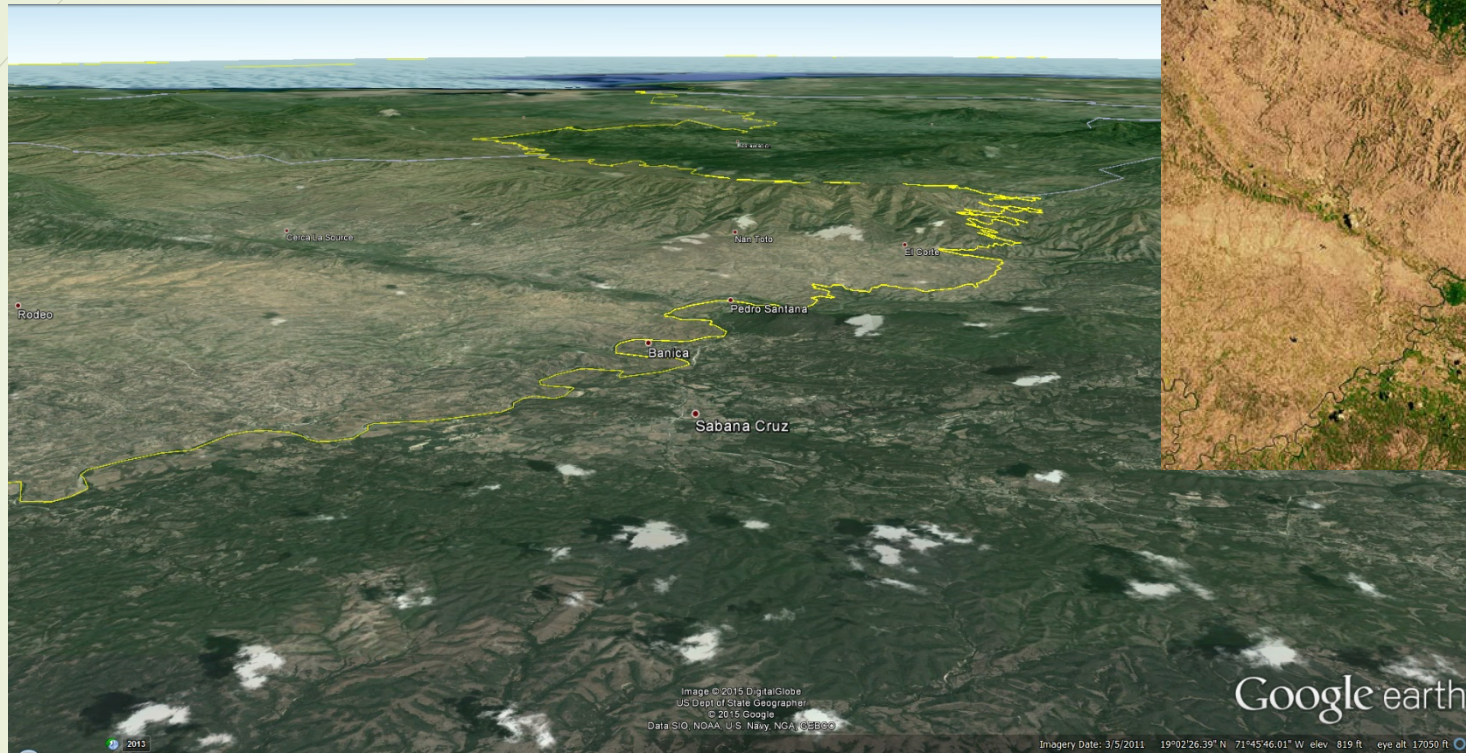 Cerca La Source
Nan Toto
El Corte
Rodeo
Pedro Santana
Banica
Sabana Cruz
Image © 2015 DigitalGlobe
US Dept of State Geographer
© 2015 Google
Data SIO, NOAA, U.S. Navy, NGA, GEBCO
Google earth
2013
Imagery Date: 3/5/2011 19°02'26.39" N 71°45'46.01" W elev 819 ft eye alt 17050 ft